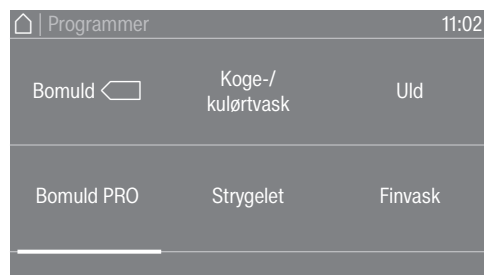 | Programmer 11:02
Bomuld
Koge-/
kulørtvask
Uld
Bomuld PRO
Strygelet
Finvask